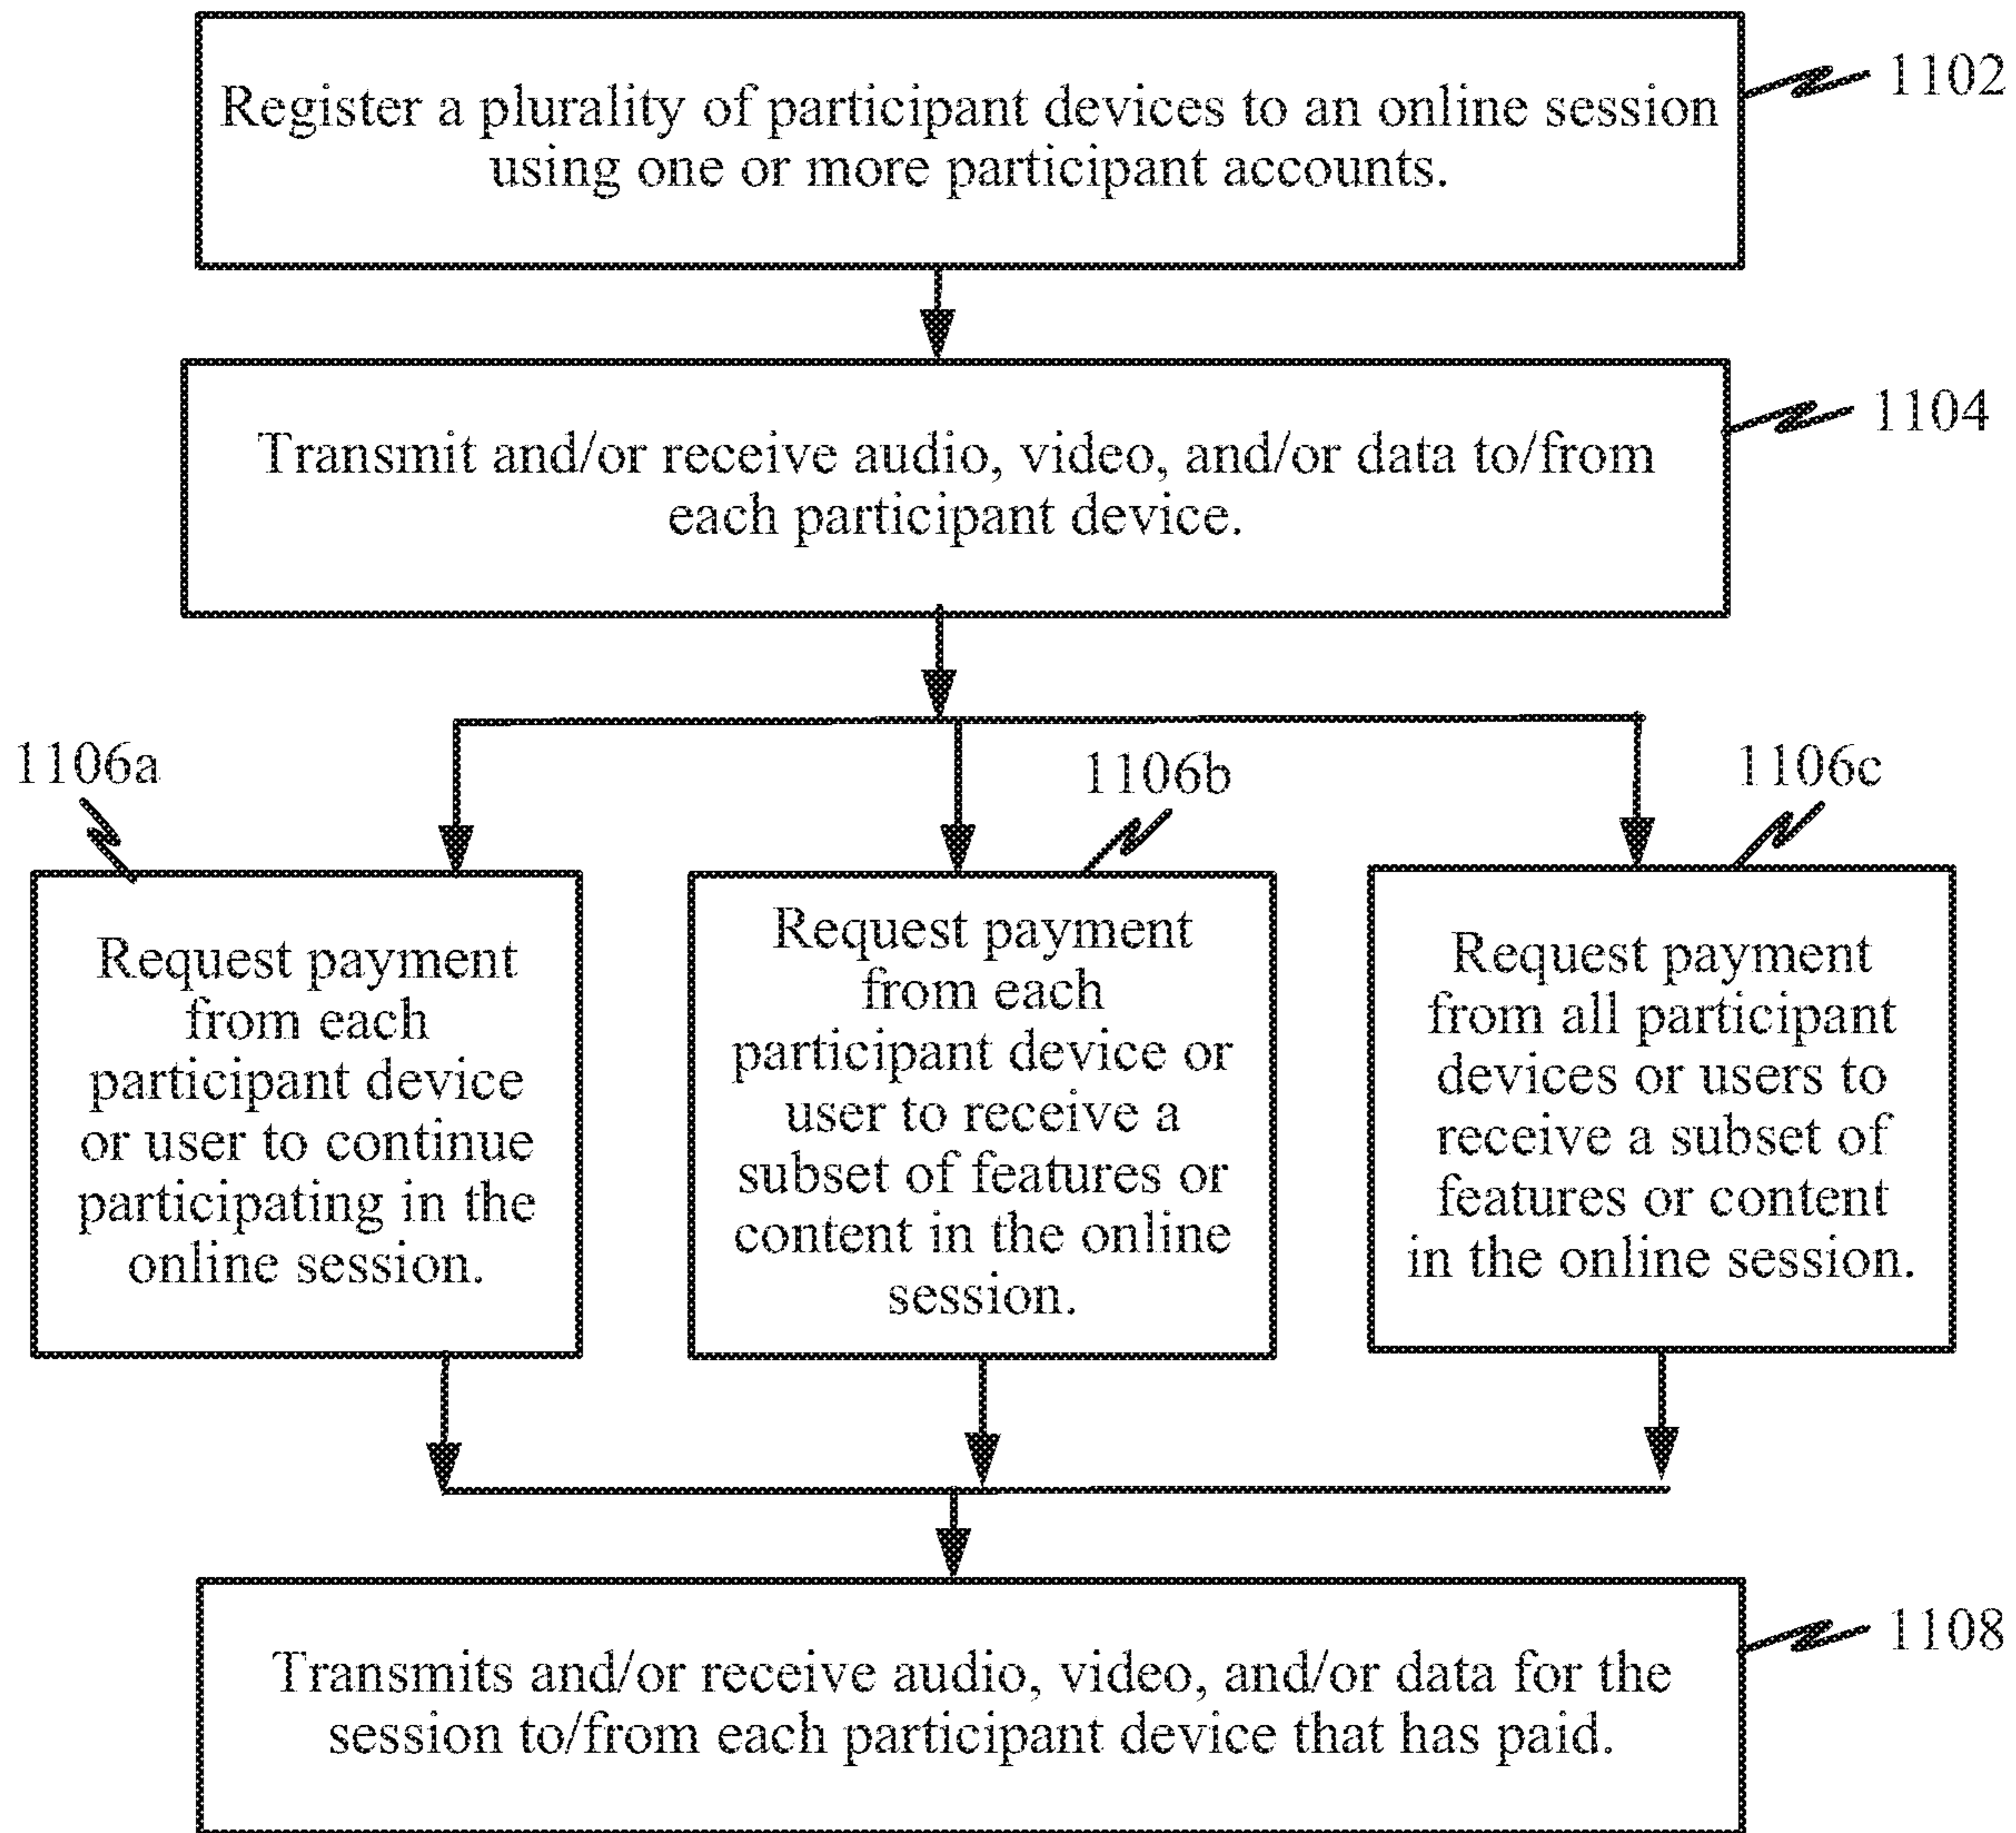 Register a plurality of participant devices to an online session
using one or more participant accounts.
1102
Transmit and/or receive audio, video, and/or data to/from
each participant device.
1104
1106a
Request payment
from each
participant device
or user to continue
participating in the
online session.
1106b
Request payment
from each
participant device or
user to receive a
subset of features or
content in the online
session.
1106c
Request payment
from all participant
devices or users to
receive a subset of
features or content
in the online session.
Transmits and/or receive audio, video, and/or data for the
session to/from each participant device that has paid.
1108